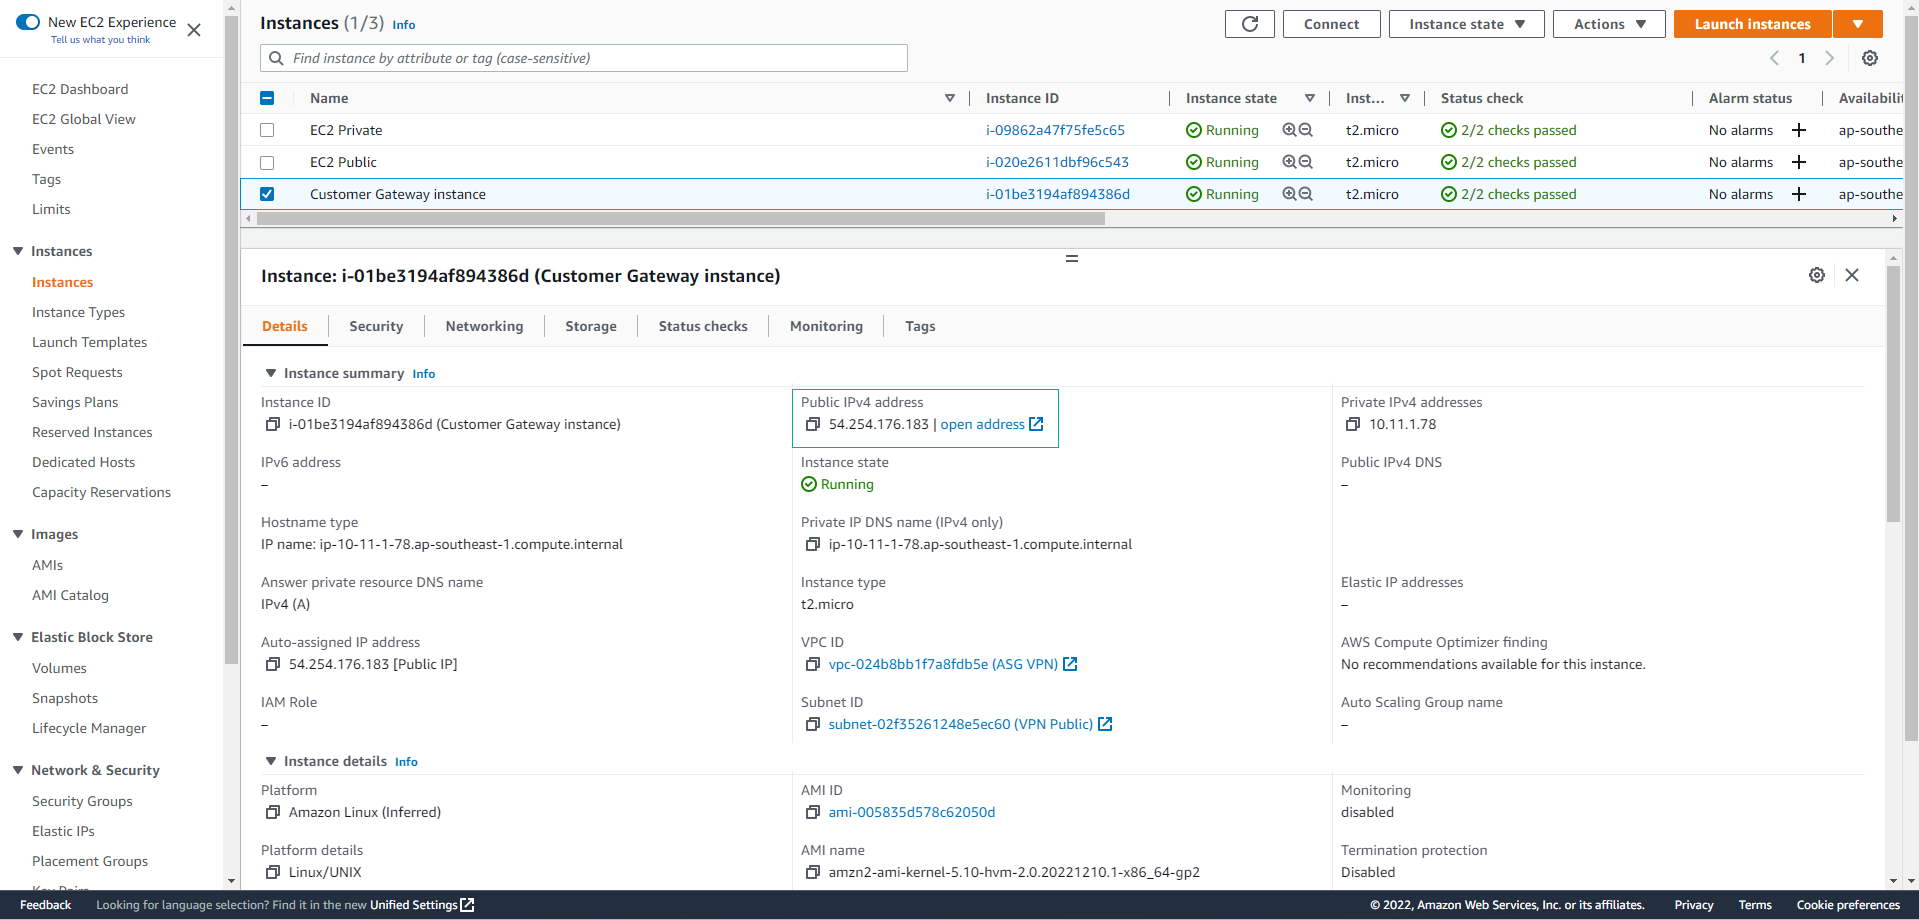 New EC2 Experience
Tell us what you think
EC2 Dashboard
EC2 Global View
Events
Tags
Limits
Instances
Instances
Instance Types
Launch Templates
Spot Requests
Savings Plans
Reserved Instances
Dedicated Hosts
Capacity Reservations
Images
AMIs
AMI Catalog
Elastic Block Store
Volumes
Snapshots
Lifecycle Manager
Network & Security
Security Groups
Elastic IPs
Placement Groups
Key Pairs
Instances (1/3) Info
Connect
Instance state
Actions
Launch instances
Find instance by attribute or tag (case-sensitive)
1
Name Instance ID Instance state Inst... Status check Alarm status Availabili
EC2 Private i-09862a47f75fe5c65 Running t2.micro 2/2 checks passed No alarms + ap-southe
EC2 Public i-020e2611dbf96c543 Running t2.micro 2/2 checks passed No alarms + ap-southe
Customer Gateway instance i-01be3194af894386d Running t2.micro 2/2 checks passed No alarms + ap-southe
Instance: i-01be3194af894386d (Customer Gateway instance)
Details Security Networking Storage Status checks Monitoring Tags
Instance summary Info
Instance ID
i-01be3194af894386d (Customer Gateway instance)
Public IPv4 address
54.254.176.183 | open address
Private IPv4 addresses
10.11.1.78
IPv6 address
–
Instance state
Running
Public IPv4 DNS
–
Hostname type
IP name: ip-10-11-1-78.ap-southeast-1.compute.internal
Private IP DNS name (IPv4 only)
ip-10-11-1-78.ap-southeast-1.compute.internal
Answer private resource DNS name
IPv4 (A)
Instance type
t2.micro
Elastic IP addresses
–
Auto-assigned IP address
54.254.176.183 [Public IP]
VPC ID
vpc-024b8bb1f7a8fdb5e (ASG VPN)
AWS Compute Optimizer finding
No recommendations available for this instance.
IAM Role
–
Subnet ID
subnet-02f35261248e5ec60 (VPN Public)
Auto Scaling Group name
–
Instance details Info
Platform
Amazon Linux (Inferred)
AMI ID
ami-005835d578c62050d
Monitoring
disabled
Platform details
Linux/UNIX
AMI name
amzn2-ami-kernel-5.10-hvm-2.0.20221210.1-x86_64-gp2
Termination protection
Disabled
Feedback Looking for language selection? Find it in the new Unified Settings © 2022, Amazon Web Services, Inc. or its affiliates. Privacy Terms Cookie preferences